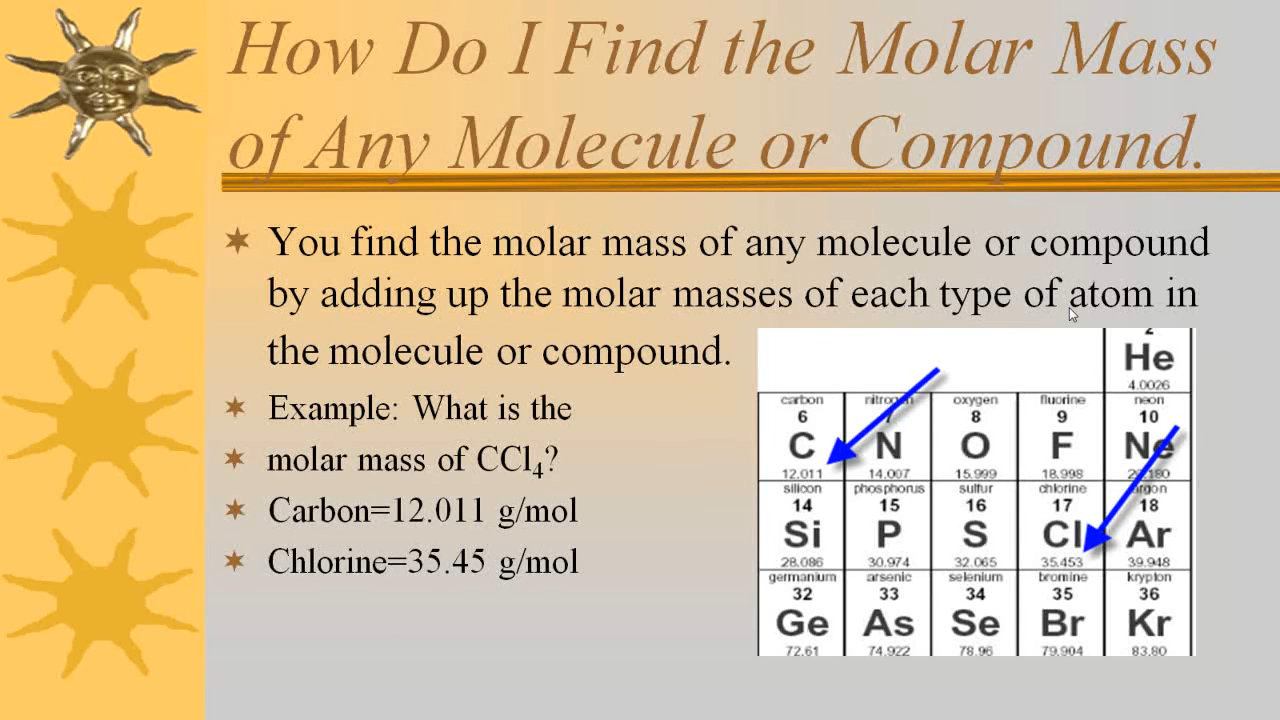 How Do I Find the Molar Mass
of Any Molecule or Compound.
You find the molar mass of any molecule or compound
by adding up the molar masses of each type of atom in
the molecule or compound.
Example: What is the
molar mass of CCl₄?
Carbon=12.011 g/mol
Chlorine=35.45 g/mol
2
He
4.0026
carbon nitrogen oxygen fluorine neon
6 7 8 9 10
C N O F Ne
12.011 14.007 15.999 18.998 20.180
silicon phosphorus sulfur chlorine argon
14 15 16 17 18
Si P S Cl Ar
28.086 30.974 32.065 35.453 39.948
germanium arsenic selenium bromine krypton
32 33 34 35 36
Ge As Se Br Kr
72.61 74.922 78.96 79.904 83.80